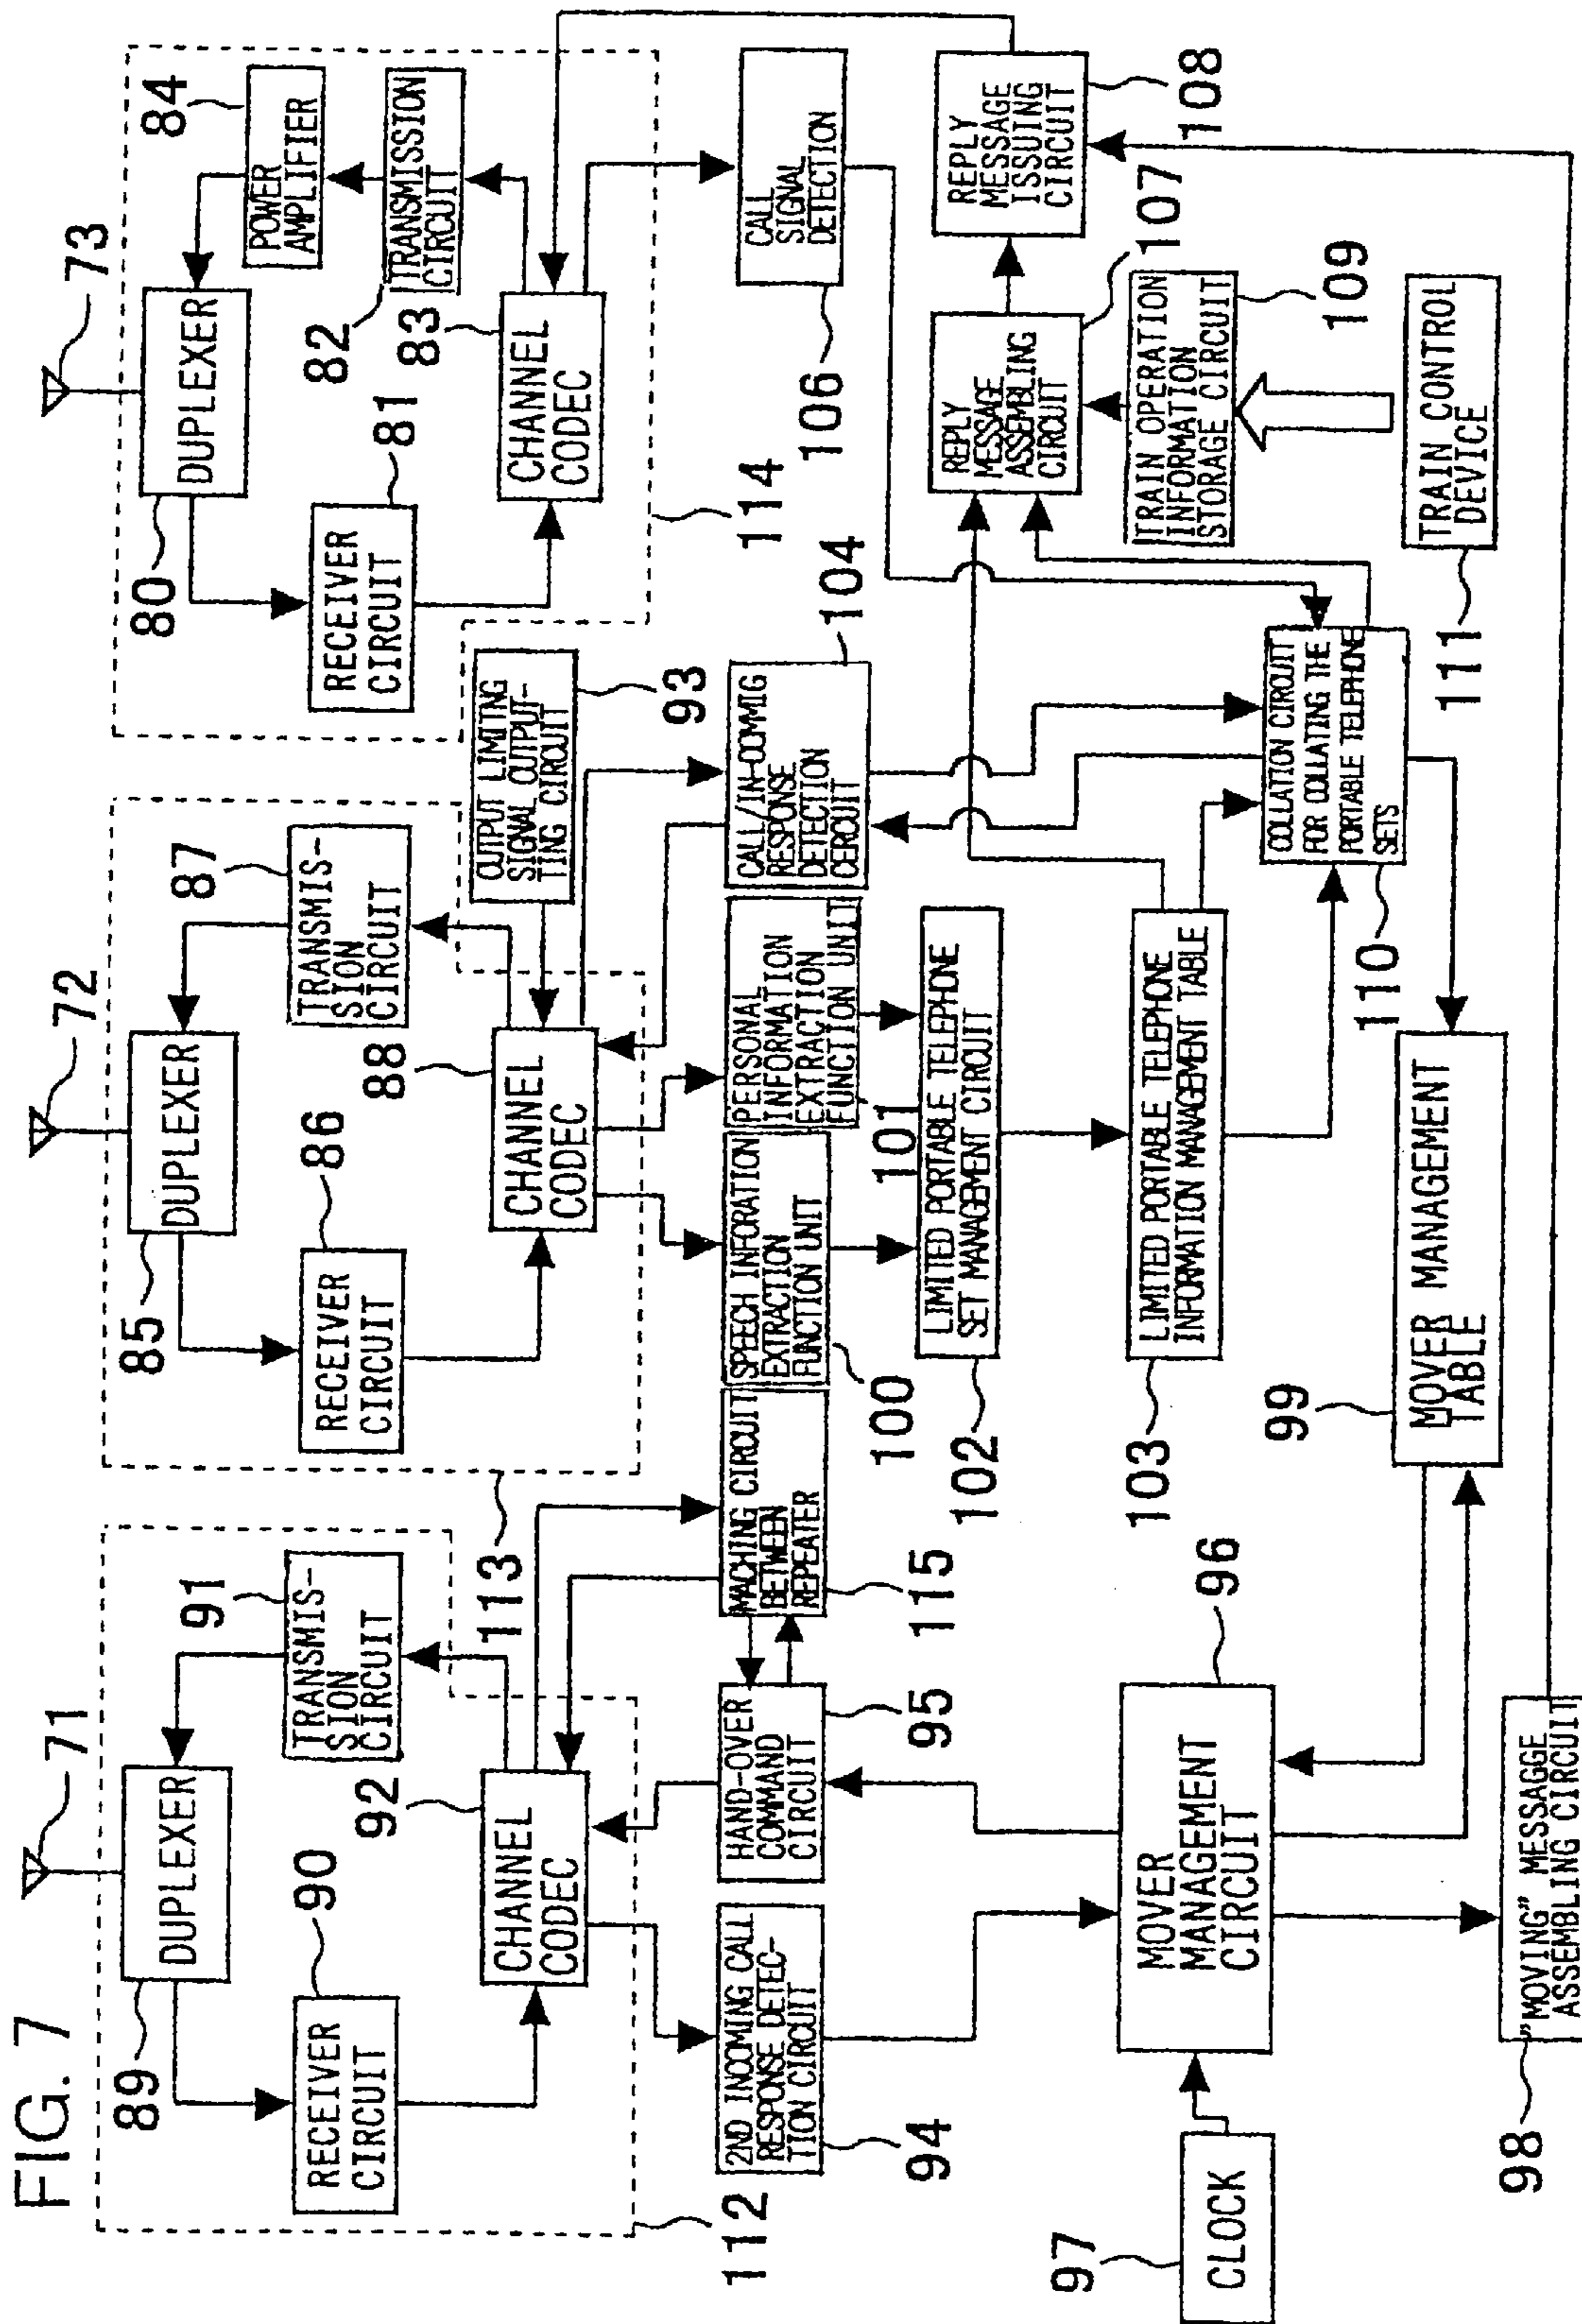 FIG. 7
71
DUPLEXER
89
91
TRANSMIS-
SION
CIRCUIT
RECEIVER
CIRCUIT
90
92
CHANNEL
CODEC
112
2ND INCOMING CALL
RESPONSE DETEC-
TION CIRCUIT
94
HAND-OVER
COMMAND
CIRCUIT
95
MACHING CIRCUIT
BETWEEN
REPEATER
115
97
CLOCK
MOVER
MANAGEMENT
CIRCUIT
96
98
"MOVING" MESSAGGE
ASSEMBLING CIRCUIT
72
DUPLEXER
85
87
TRANSMIS-
SION
CIRCUIT
RECEIVER
CIRCUIT
86
88
CHANNEL
CODEC
113
OUTPUT LIMITING
SIGNAL OUTPUT-
TING CIRCUIT
93
SPEECH INFORATION
EXTRACTION
FUNCTION UNIT
100
PERSONAL
INFORMATION
EXTRACTION
FUNCTION UNIT
101
CALL/IN-COMMIG
RESPONSE
DETECTION
CERCUIT
104
LIMITED PORTABLE TELEPHONE
SET MANAGEMENT CIRCUIT
102
LIMITED PORTABLE TELEPHONE
INFORMATION MANAGEMENT TABLE
103
99
MOVER MANAGEMENT
TABLE
73
DUPLEXER
80
84
POWER
AMPLIFIER
TRANSMISSION
CIRCUIT
82
83
RECEIVER
CIRCUIT
81
CHANNEL
CODEC
114
CALL
SIGNAL
DETECTION
106
REPLY
MESSAGE
ASSEMBLING
CIRCUIT
107
REPLY
MESSAGE
ISSUING
CIRCUIT
108
TRAIN OPERATION
INFORMATION
STORAGE CIRCUIT
109
COLLATION CIRCUIT
FOR COLLATING THE
PORTABLE TELEPHONE
SETS
110
TRAIN CONTROL
DEVICE
111